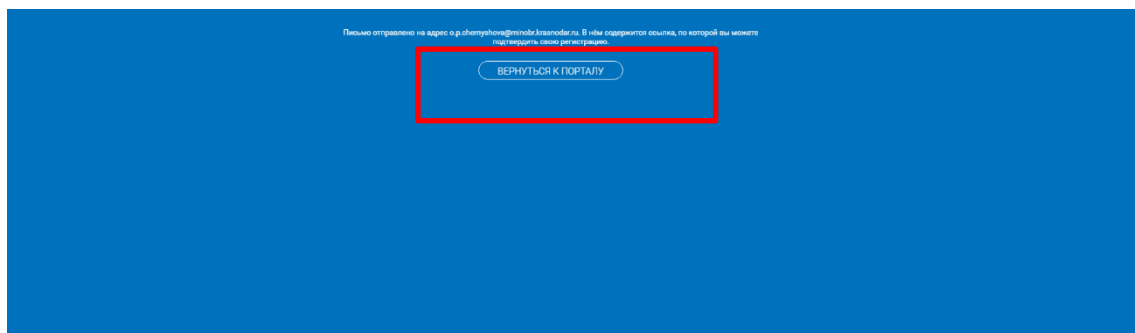 Письмо отправлено на адрес o.p.chernyshova@minobr.krasnodar.ru. В нём содержится ссылка, по которой вы можете
подтвердить свою регистрацию.
ВЕРНУТЬСЯ К ПОРТАЛУ